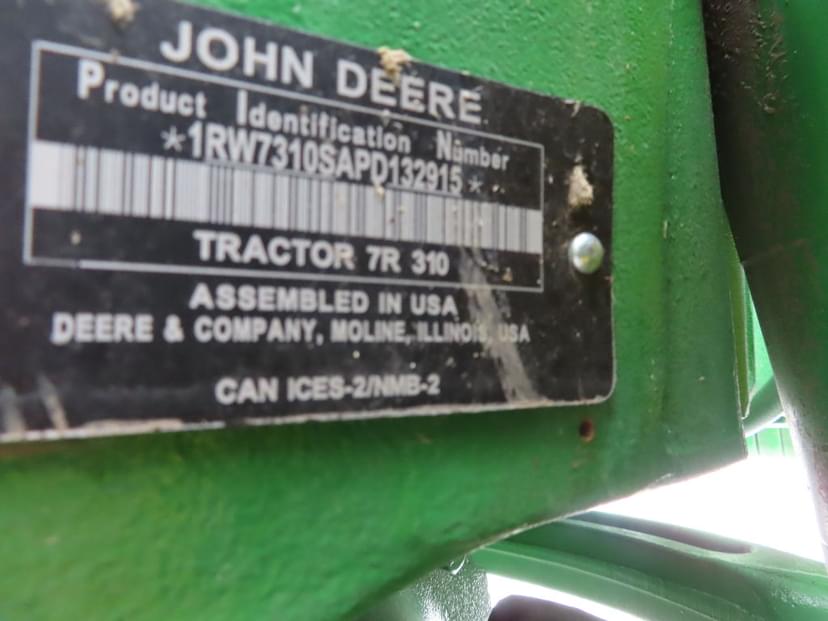 JOHN DEERE
Product Identification Number
*1RW7310SAPD132915*
TRACTOR 7R 310
ASSEMBLED IN USA
DEERE & COMPANY, MOLINE, ILLINOIS, USA
CAN ICES-2/NMB-2